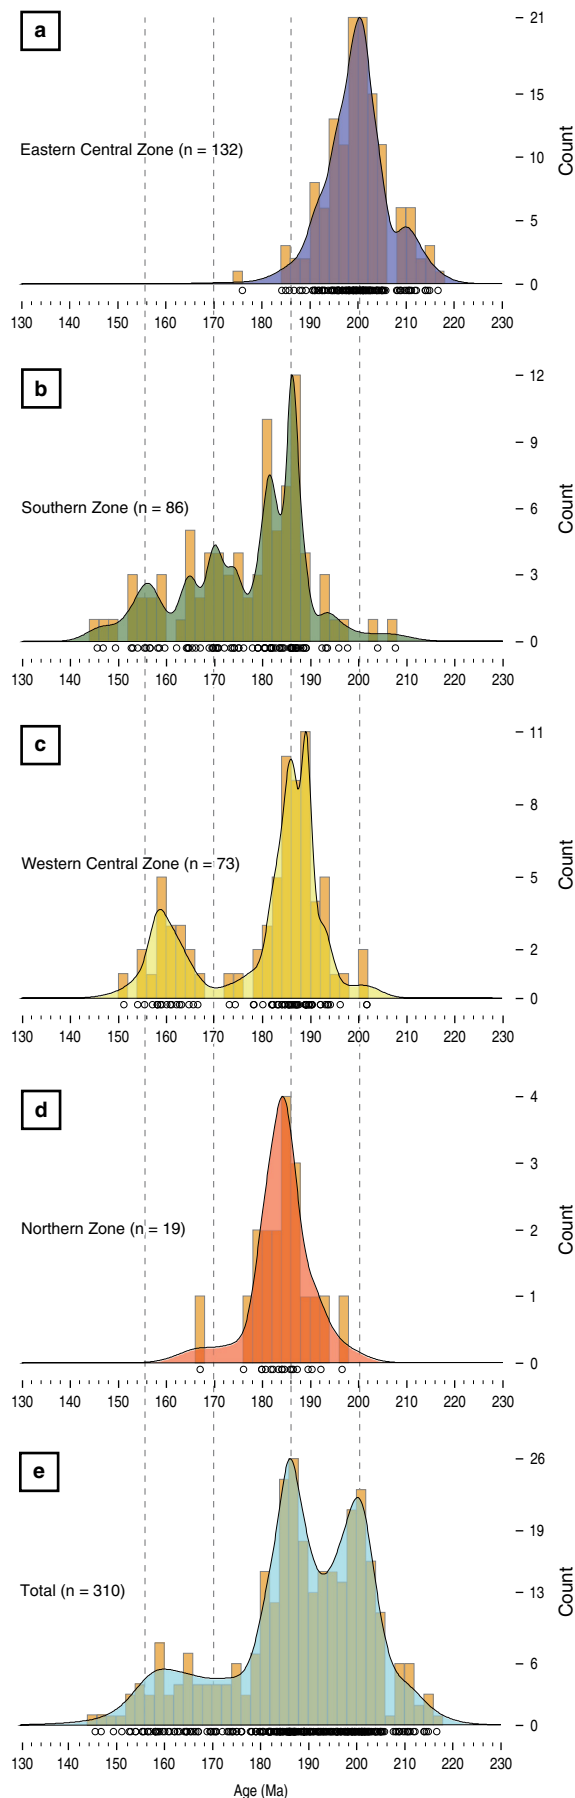 a
21
15
10
5
0
Count
Eastern Central Zone (n = 132)
130 140 150 160 170 180 190 200 210 220 230
b
12
9
6
3
0
Count
Southern Zone (n = 86)
130 140 150 160 170 180 190 200 210 220 230
c
11
8
5
2
0
Count
Western Central Zone (n = 73)
130 140 150 160 170 180 190 200 210 220 230
d
4
3
2
1
0
Count
Northern Zone (n = 19)
130 140 150 160 170 180 190 200 210 220 230
e
26
19
13
6
0
Count
Total (n = 310)
130 140 150 160 170 180 190 200 210 220 230
Age (Ma)